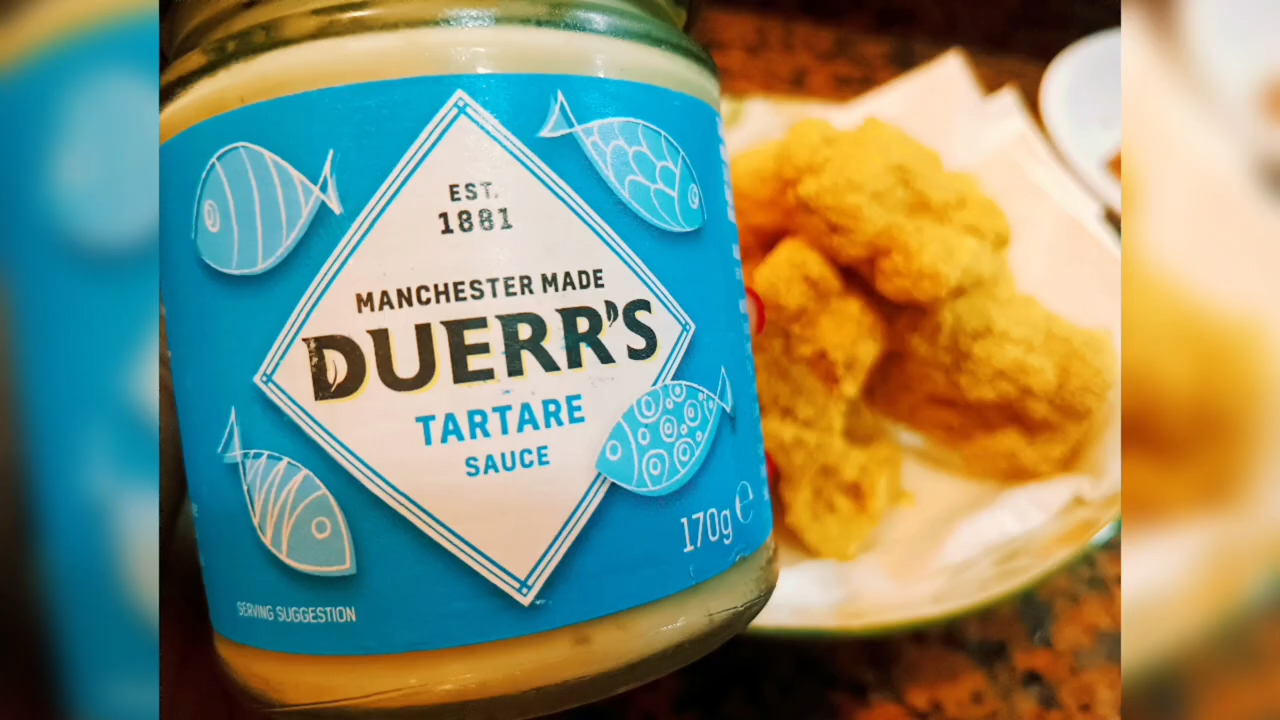 EST.
1881
MANCHESTER MADE
DUERR'S
TARTARE
SAUCE
170g e
SERVING SUGGESTION